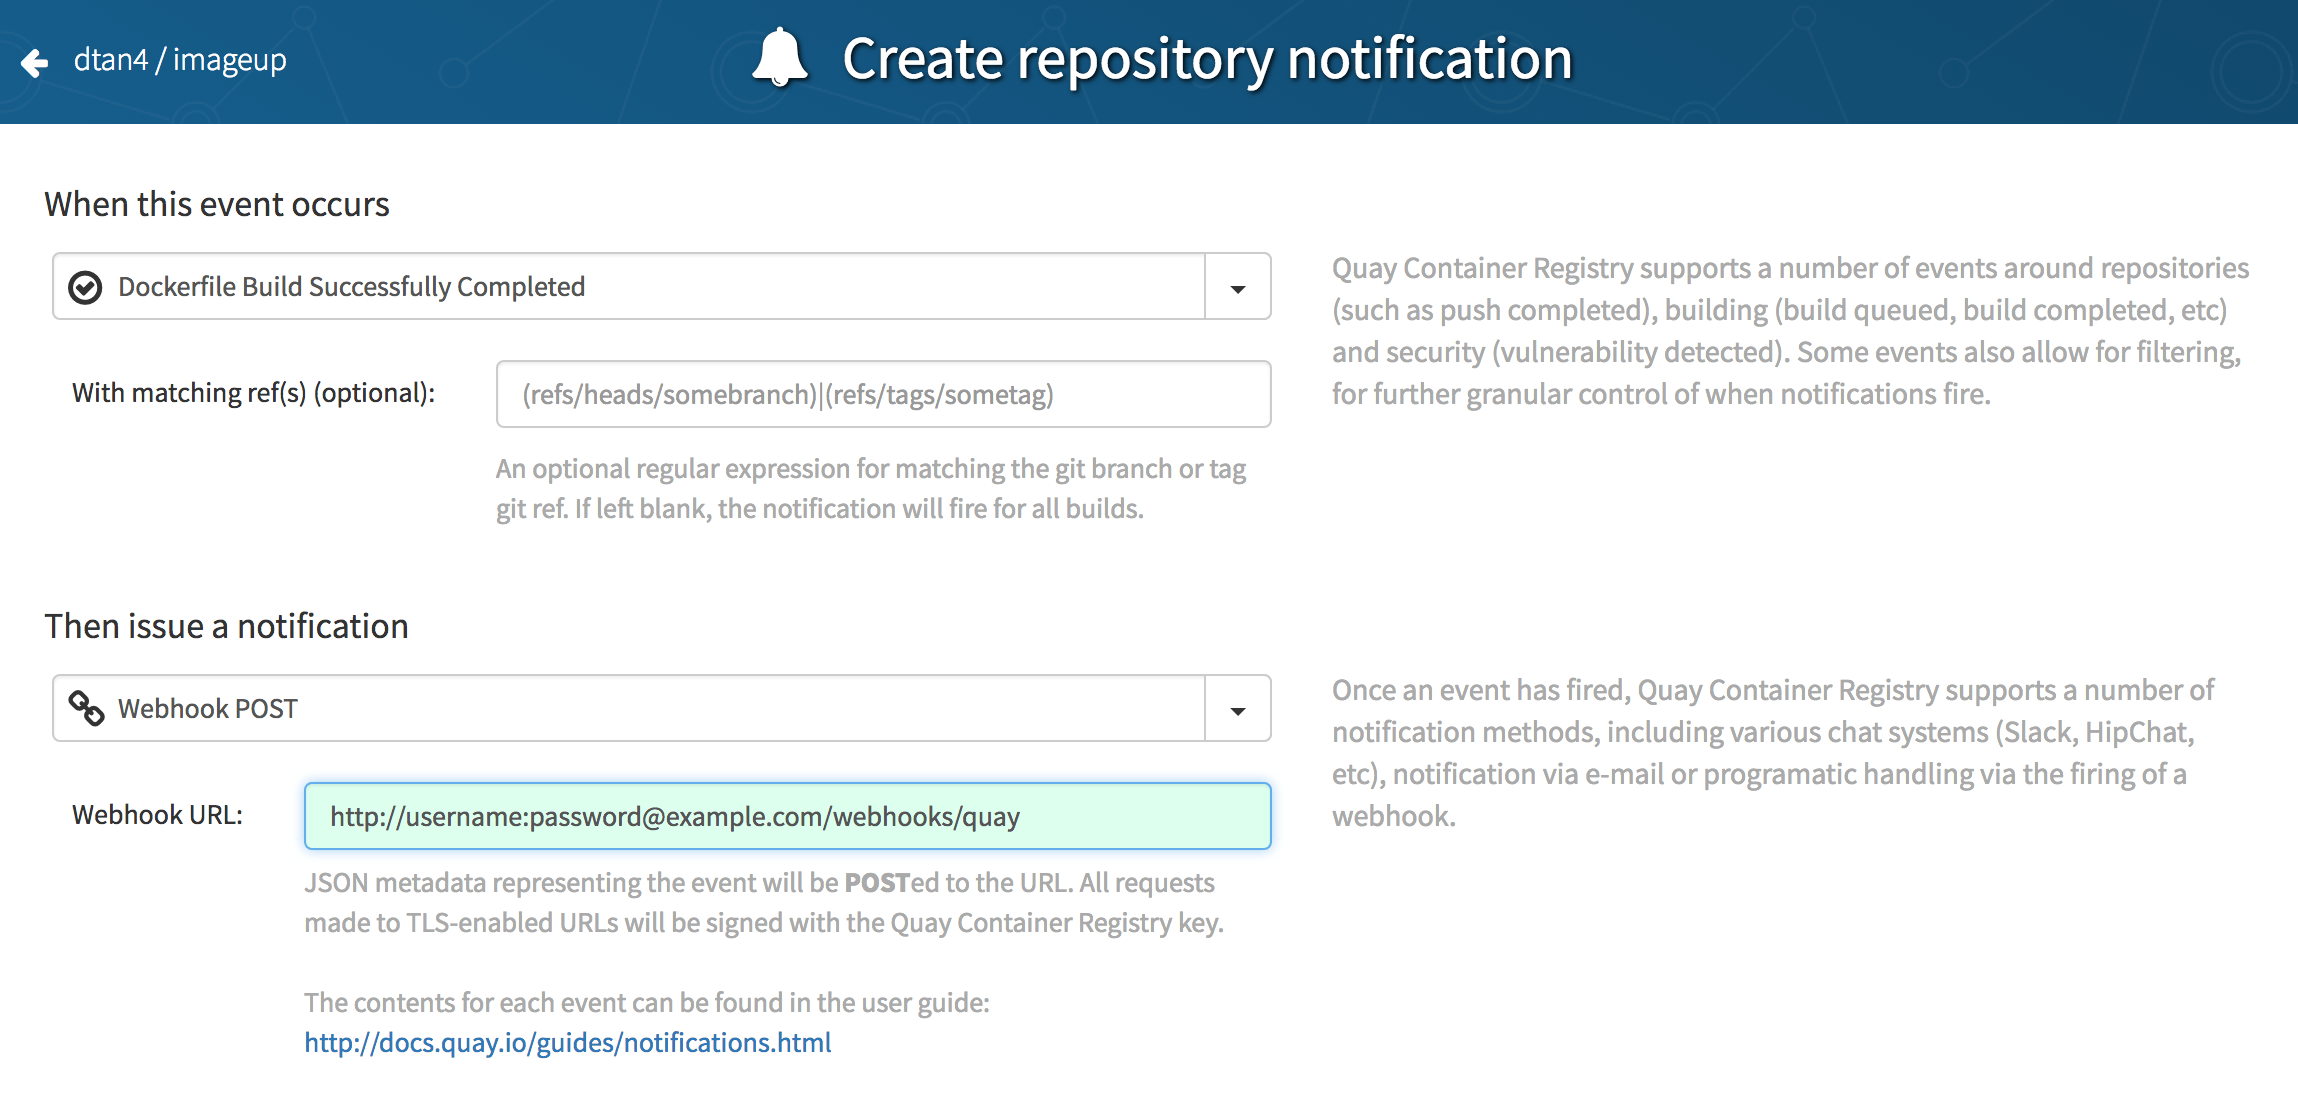 dtan4 / imageup
Create repository notification
When this event occurs
Dockerfile Build Successfully Completed
Quay Container Registry supports a number of events around repositories
(such as push completed), building (build queued, build completed, etc)
and security (vulnerability detected). Some events also allow for filtering,
for further granular control of when notifications fire.
With matching ref(s) (optional):
(refs/heads/somebranch)|(refs/tags/sometag)
An optional regular expression for matching the git branch or tag
git ref. If left blank, the notification will fire for all builds.
Then issue a notification
Webhook POST
Once an event has fired, Quay Container Registry supports a number of
notification methods, including various chat systems (Slack, HipChat,
etc), notification via e-mail or programatic handling via the firing of a
webhook.
Webhook URL:
http://username:password@example.com/webhooks/quay
JSON metadata representing the event will be POSTed to the URL. All requests
made to TLS-enabled URLs will be signed with the Quay Container Registry key.
The contents for each event can be found in the user guide:
http://docs.quay.io/guides/notifications.html